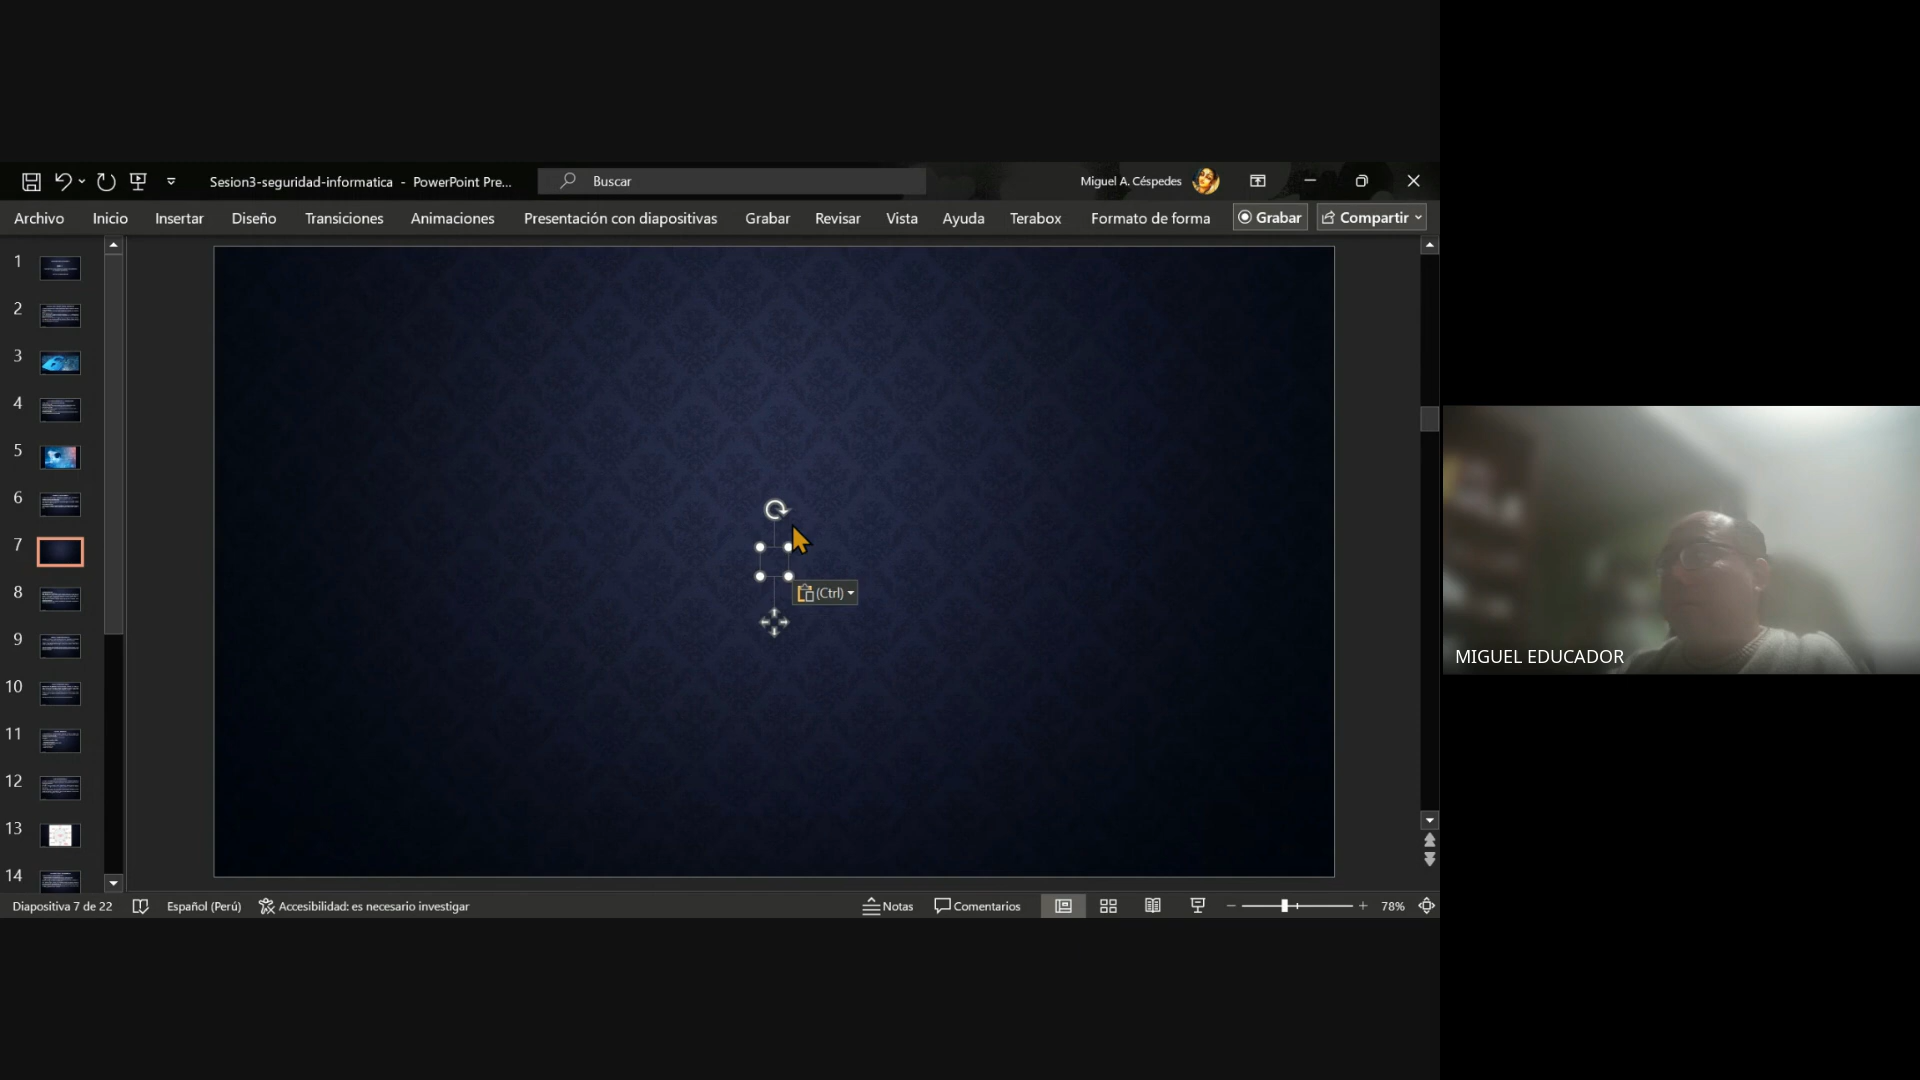 Sesion3-seguridad-informatica - PowerPoint Pre...
Buscar
Miguel A. Céspedes
Archivo
Inicio
Insertar
Diseño
Transiciones
Animaciones
Presentación con diapositivas
Grabar
Revisar
Vista
Ayuda
Terabox
Formato de forma
Grabar
Compartir
1
2
3
4
5
6
7
8
9
10
11
12
13
14
(Ctrl)
MIGUEL EDUCADOR
Diapositiva 7 de 22
Español (Perú)
Accesibilidad: es necesario investigar
Notas
Comentarios
78%